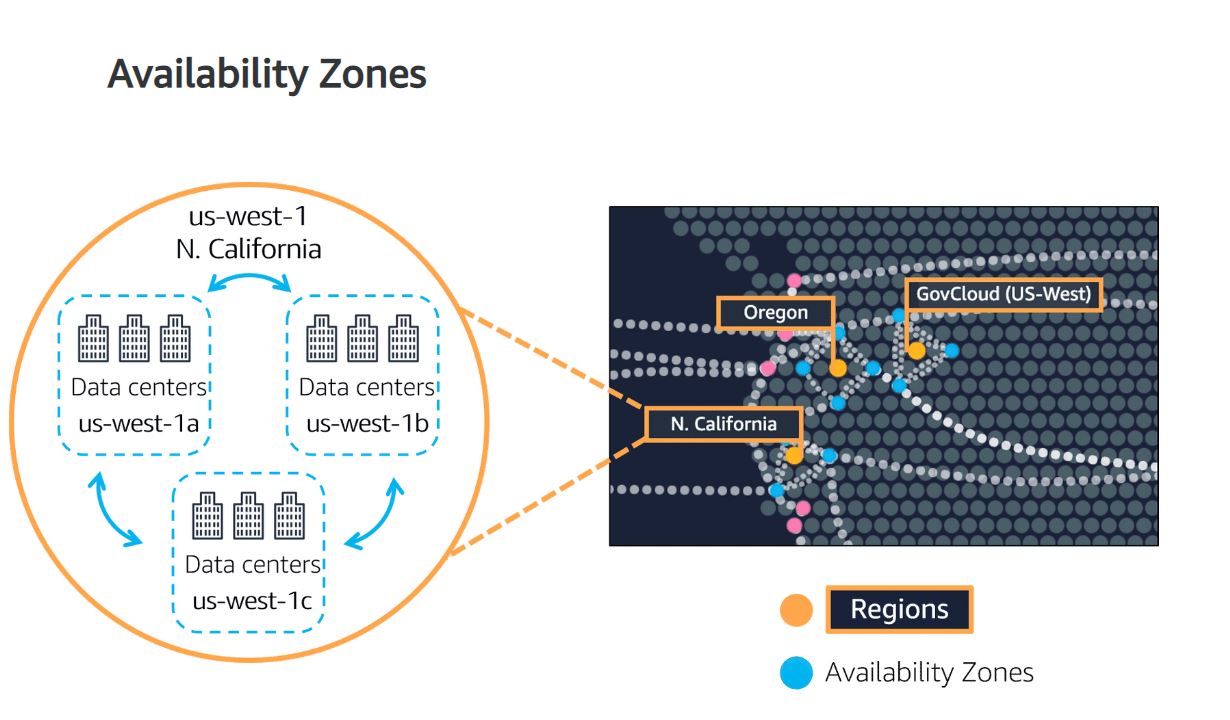 Availability Zones
us-west-1
N. California
Data centers
us-west-1a
Data centers
us-west-1b
Data centers
us-west-1c
GovCloud (US-West)
Oregon
N. California
Regions
Availability Zones